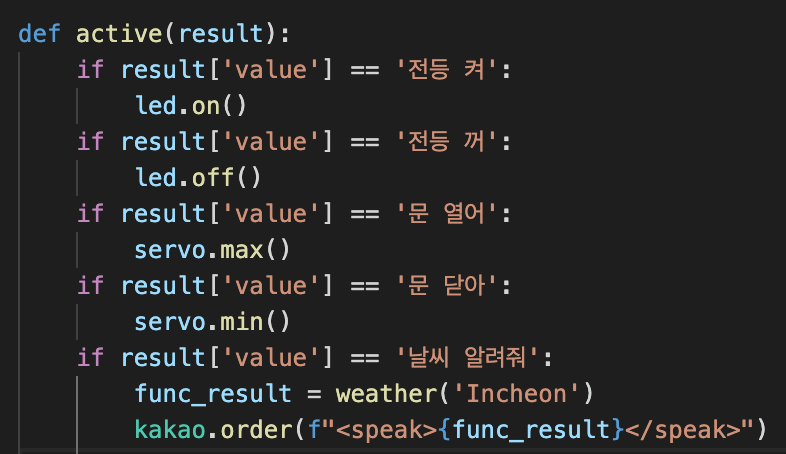 def active(result):
    if result['value'] == '전등 켜':
        led.on()
    if result['value'] == '전등 꺼':
        led.off()
    if result['value'] == '문 열어':
        servo.max()
    if result['value'] == '문 닫아':
        servo.min()
    if result['value'] == '날씨 알려줘':
        func_result = weather('Incheon')
        kakao.order(f"<speak>{func_result}</speak>")